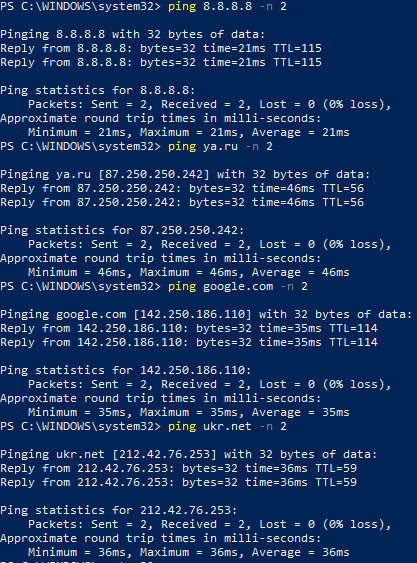 PS C:\WINDOWS\system32> ping 8.8.8.8 -n 2
Pinging 8.8.8.8 with 32 bytes of data:
Reply from 8.8.8.8: bytes=32 time=21ms TTL=115
Reply from 8.8.8.8: bytes=32 time=21ms TTL=115
Ping statistics for 8.8.8.8:
Packets: Sent = 2, Received = 2, Lost = 0 (0% loss),
Approximate round trip times in milli-seconds:
Minimum = 21ms, Maximum = 21ms, Average = 21ms
PS C:\WINDOWS\system32> ping ya.ru -n 2
Pinging ya.ru [87.250.250.242] with 32 bytes of data:
Reply from 87.250.250.242: bytes=32 time=46ms TTL=56
Reply from 87.250.250.242: bytes=32 time=46ms TTL=56
Ping statistics for 87.250.250.242:
Packets: Sent = 2, Received = 2, Lost = 0 (0% loss),
Approximate round trip times in milli-seconds:
Minimum = 46ms, Maximum = 46ms, Average = 46ms
PS C:\WINDOWS\system32> ping google.com -n 2
Pinging google.com [142.250.186.110] with 32 bytes of data:
Reply from 142.250.186.110: bytes=32 time=35ms TTL=114
Reply from 142.250.186.110: bytes=32 time=35ms TTL=114
Ping statistics for 142.250.186.110:
Packets: Sent = 2, Received = 2, Lost = 0 (0% loss),
Approximate round trip times in milli-seconds:
Minimum = 35ms, Maximum = 35ms, Average = 35ms
PS C:\WINDOWS\system32> ping ukr.net -n 2
Pinging ukr.net [212.42.76.253] with 32 bytes of data:
Reply from 212.42.76.253: bytes=32 time=36ms TTL=59
Reply from 212.42.76.253: bytes=32 time=36ms TTL=59
Ping statistics for 212.42.76.253:
Packets: Sent = 2, Received = 2, Lost = 0 (0% loss),
Approximate round trip times in milli-seconds:
Minimum = 36ms, Maximum = 36ms, Average = 36ms